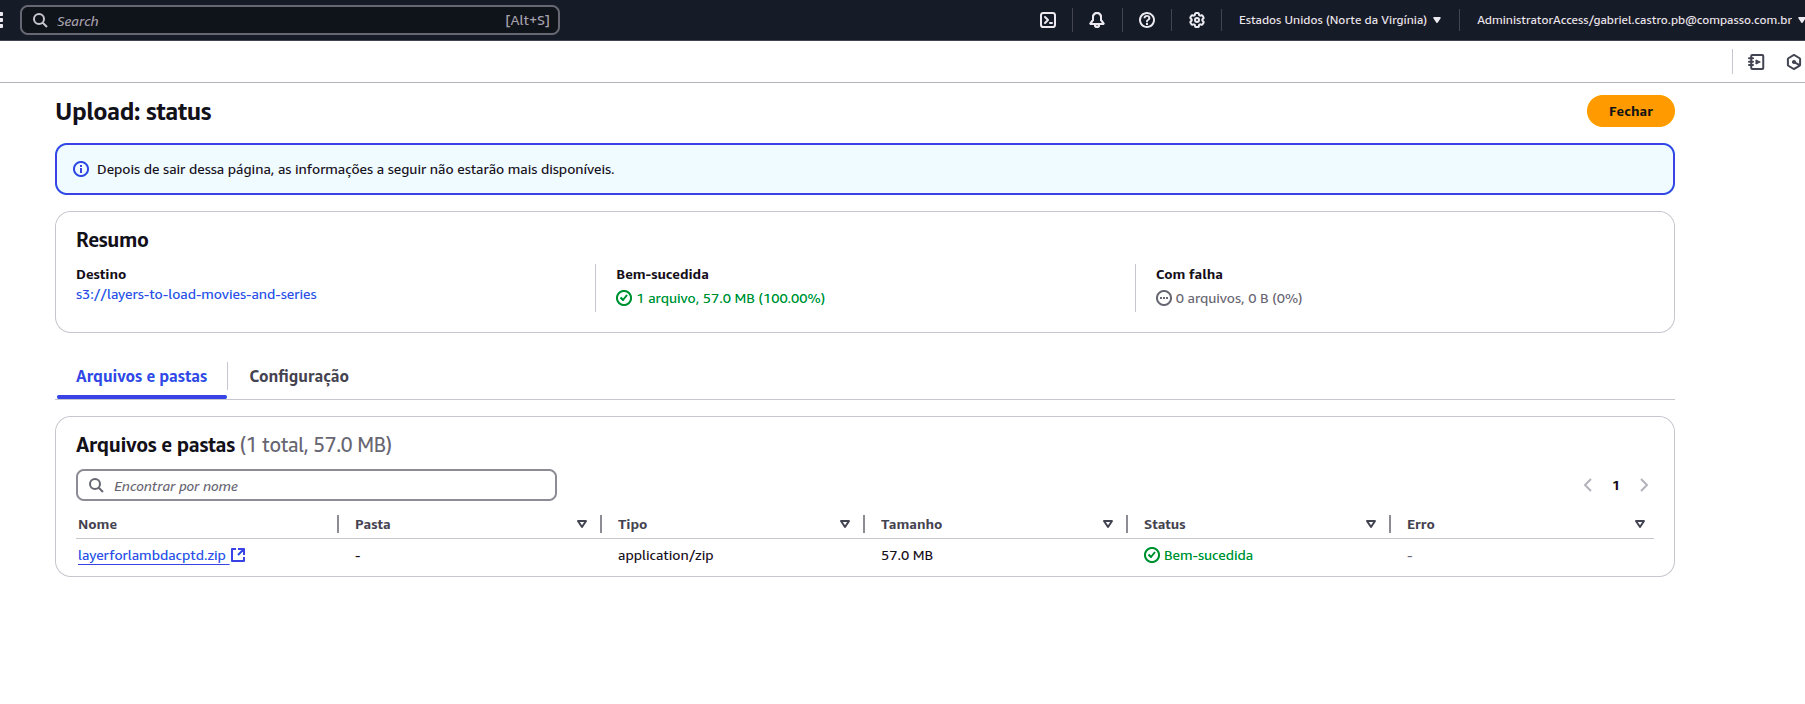 Search [Alt+S] Estados Unidos (Norte da Virgínia) AdministratorAccess/gabriel.castro.pb@compasso.com.br
Upload: status
Fechar
Depois de sair dessa página, as informações a seguir não estarão mais disponíveis.
Resumo
Destino
s3://layers-to-load-movies-and-series
Bem-sucedida
1 arquivo, 57.0 MB (100.00%)
Com falha
0 arquivos, 0 B (0%)
Arquivos e pastas
Configuração
Arquivos e pastas (1 total, 57.0 MB)
Encontrar por nome
1
Nome Pasta Tipo Tamanho Status Erro
layerforlambdacptd.zip - application/zip 57.0 MB Bem-sucedida -